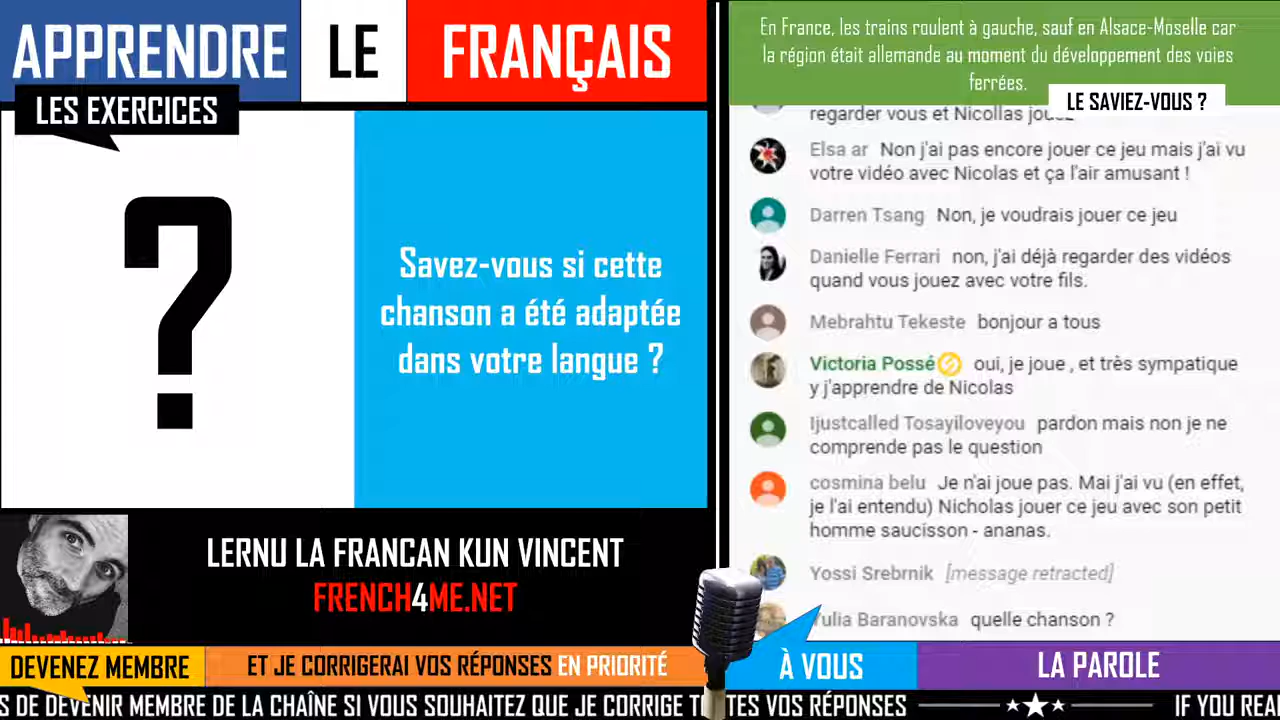 APPRENDRE LE FRANÇAIS
LES EXERCICES
?
Savez-vous si cette
chanson a été adaptée
dans votre langue ?
LERNU LA FRANCAN KUN VINCENT
FRENCH4ME.NET
DEVENEZ MEMBRE
ET JE CORRIGERAI VOS RÉPONSES EN PRIORITÉ
En France, les trains roulent à gauche, sauf en Alsace-Moselle car
la région était allemande au moment du développement des voies
ferrées.
LE SAVIEZ-VOUS ?
regarder vous et Nicollas
Elsa ar Non j'ai pas encore jouer ce jeu mais j'ai vu
votre vidéo avec Nicolas et ça l'air amusant !
Darren Tsang Non, je voudrais jouer ce jeu
Danielle Ferrari non, j'ai déjà regarder des vidéos
quand vous jouez avec votre fils.
Mebrahtu Tekeste bonjour a tous
Victoria Possé oui, je joue , et très sympatique
y j'apprendre de Nicolas
Ijustcalled Tosayiloveyou pardon mais non je ne
comprende pas le question
cosmina belu Je n'ai joue pas. Mai j'ai vu (en effet,
je l'ai entendu) Nicholas jouer ce jeu avec son petit
homme saucisson - ananas.
Yossi Srebrnik [message retracted]
Baranovska quelle chanson ?
À VOUS
LA PAROLE
S DE DEVENIR MEMBRE DE LA CHAÎNE SI VOUS SOUHAITEZ QUE JE CORRIGE VOS RÉPONSES IF YOU REA